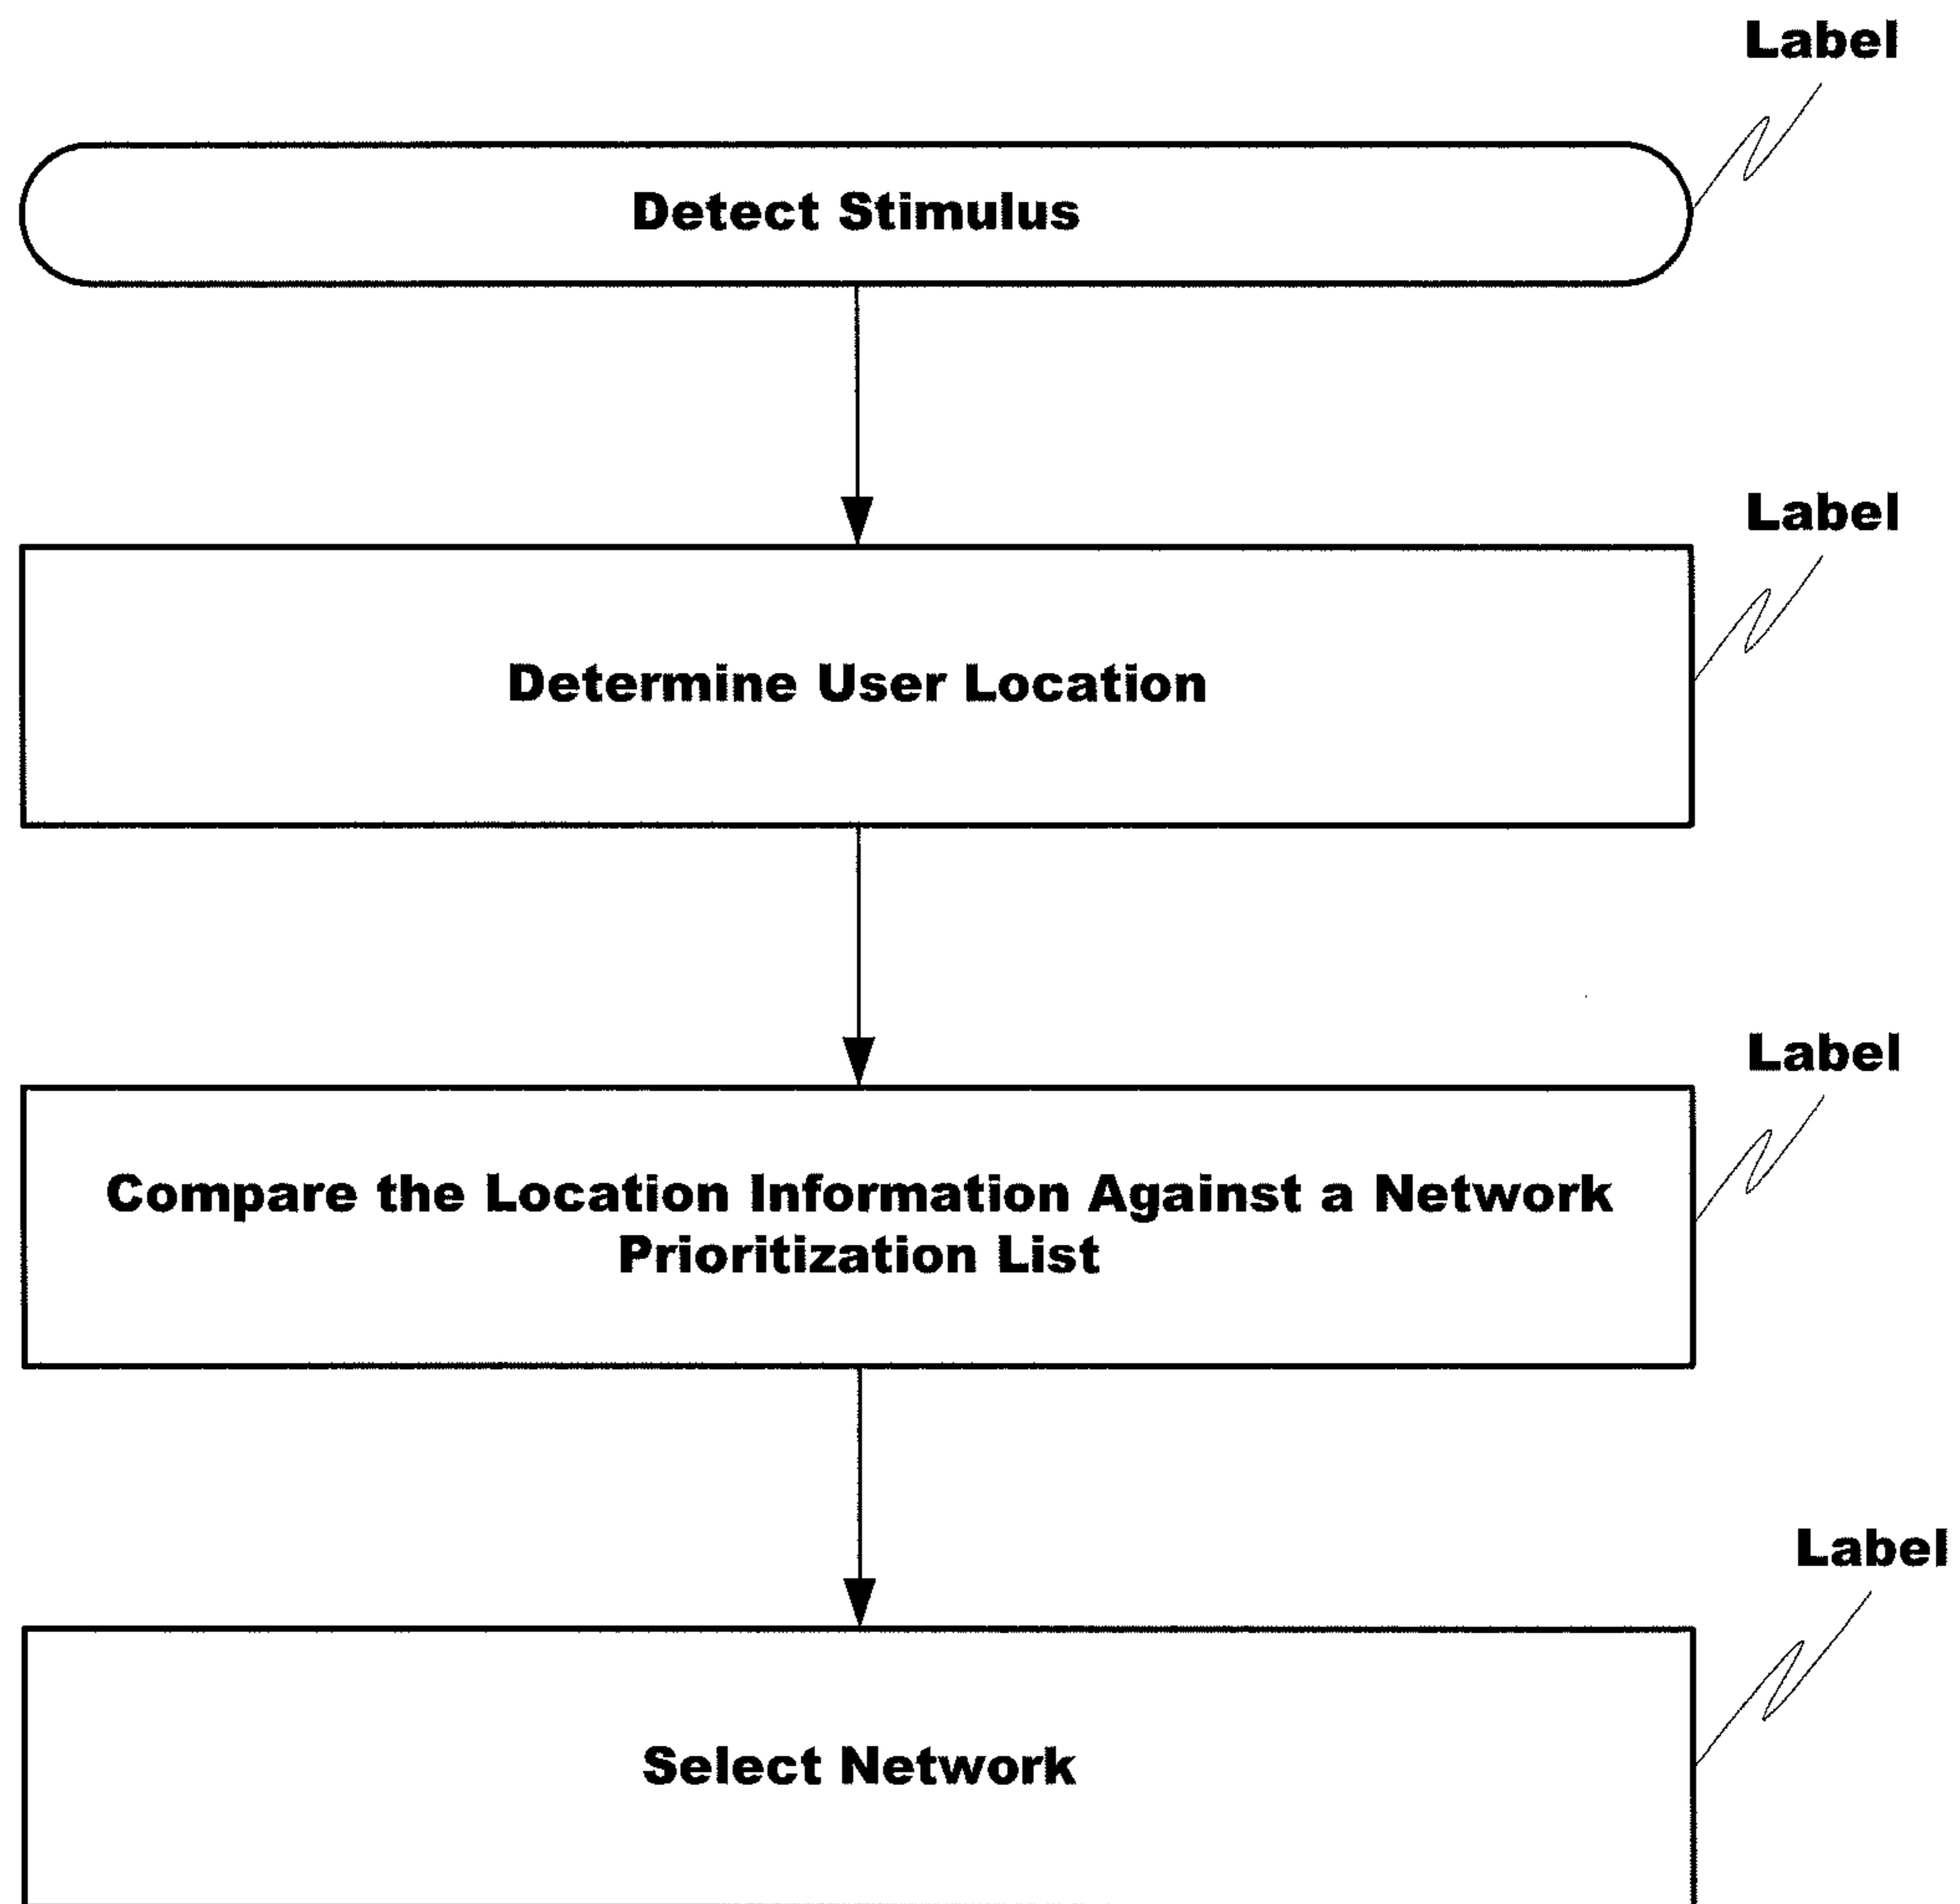 Label
Detect Stimulus
Label
Determine User Location
Label
Compare the Location Information Against a Network
Prioritization List
Label
Select Network